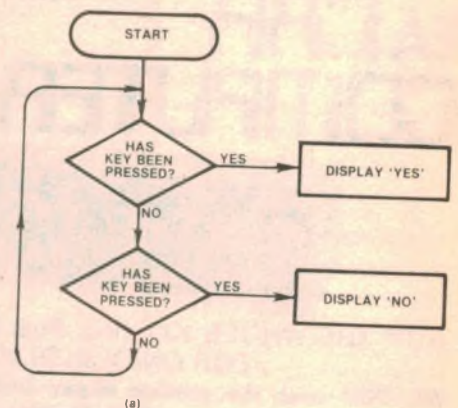 START
HAS
KEY BEEN
PRESSED?
YES
DISPLAY 'YES'
NO
HAS
KEY BEEN
PRESSED?
YES
DISPLAY 'NO'
NO
(a)